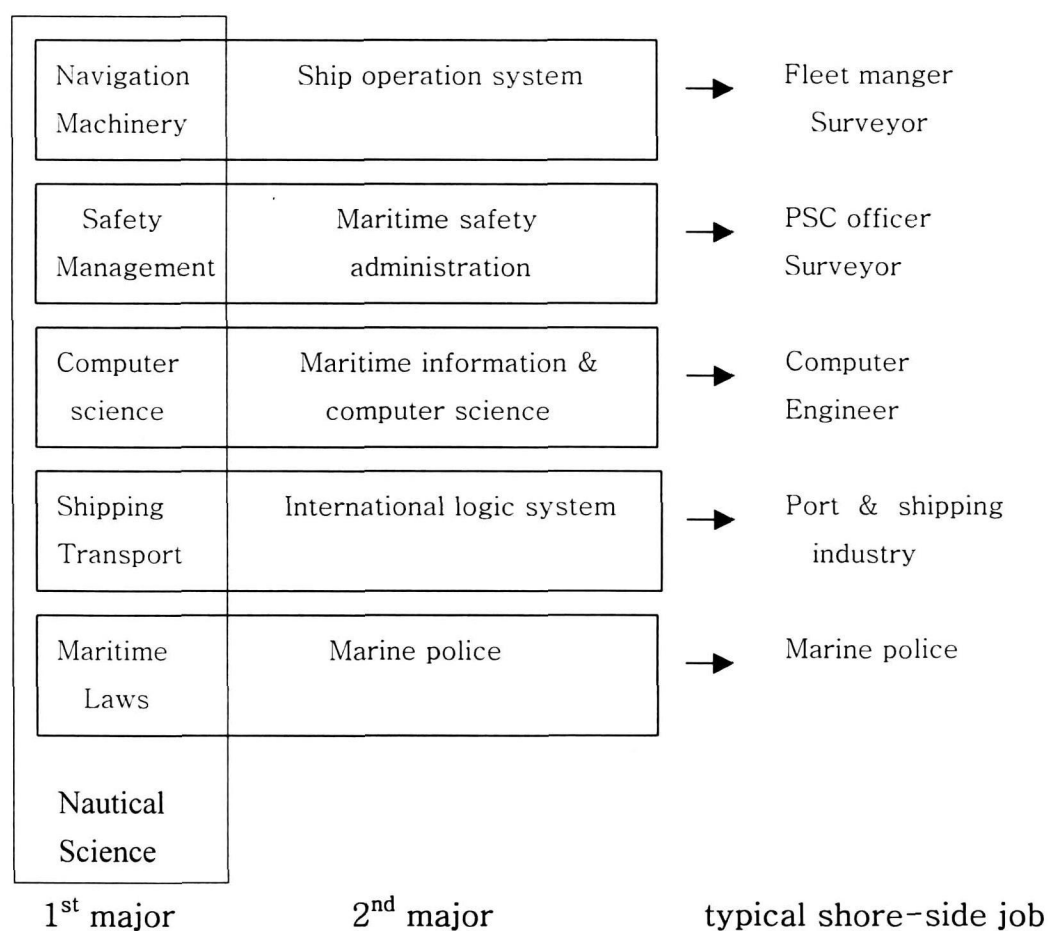 Navigation Ship operation system Fleet manger
Machinery Surveyor
Safety Maritime safety PSC officer
Management administration Surveyor
Computer Maritime information & Computer
science computer science Engineer
Shipping International logic system Port & shipping
Transport industry
Maritime Marine police Marine police
Laws
Nautical
Science
1st major 2nd major typical shore-side job